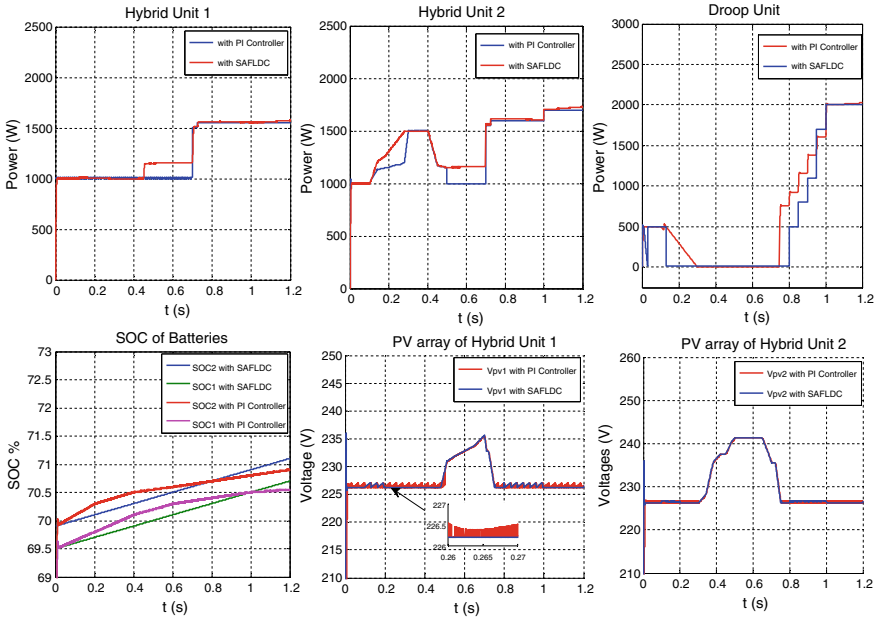 Hybrid Unit 1
2500
2000
1500
1000
500
0
Power (W)
0 0.2 0.4 0.6 0.8 1 1.2
t (s)
with PI Controller
with SAFLDC
Hybrid Unit 2
2500
2000
1500
1000
500
0
Power (W)
0 0.2 0.4 0.6 0.8 1 1.2
t (s)
with PI Controller
with SAFLDC
Droop Unit
3000
2500
2000
1500
1000
500
0
Power (W)
0 0.2 0.4 0.6 0.8 1 1.2
t (s)
with PI Controller
with SAFLDC
SOC of Batteries
73
72.5
72
71.5
71
70.5
70
69.5
69
SOC %
0 0.2 0.4 0.6 0.8 1 1.2
t (s)
SOC2 with SAFLDC
SOC1 with SAFLDC
SOC2 with PI Controller
SOC1 with PI Controller
PV array of Hybrid Unit 1
250
245
240
235
230
225
220
215
210
Voltage (V)
0 0.2 0.4 0.6 0.8 1 1.2
t (s)
Vpv1 with PI Controller
Vpv1 with SAFLDC
227
226.5
226
0.26 0.265 0.27
PV array of Hybrid Unit 2
260
250
240
230
220
210
Voltages (V)
0 0.2 0.4 0.6 0.8 1 1.2
t (s)
Vpv2 with PI Controller
Vpv2 with SAFLDC